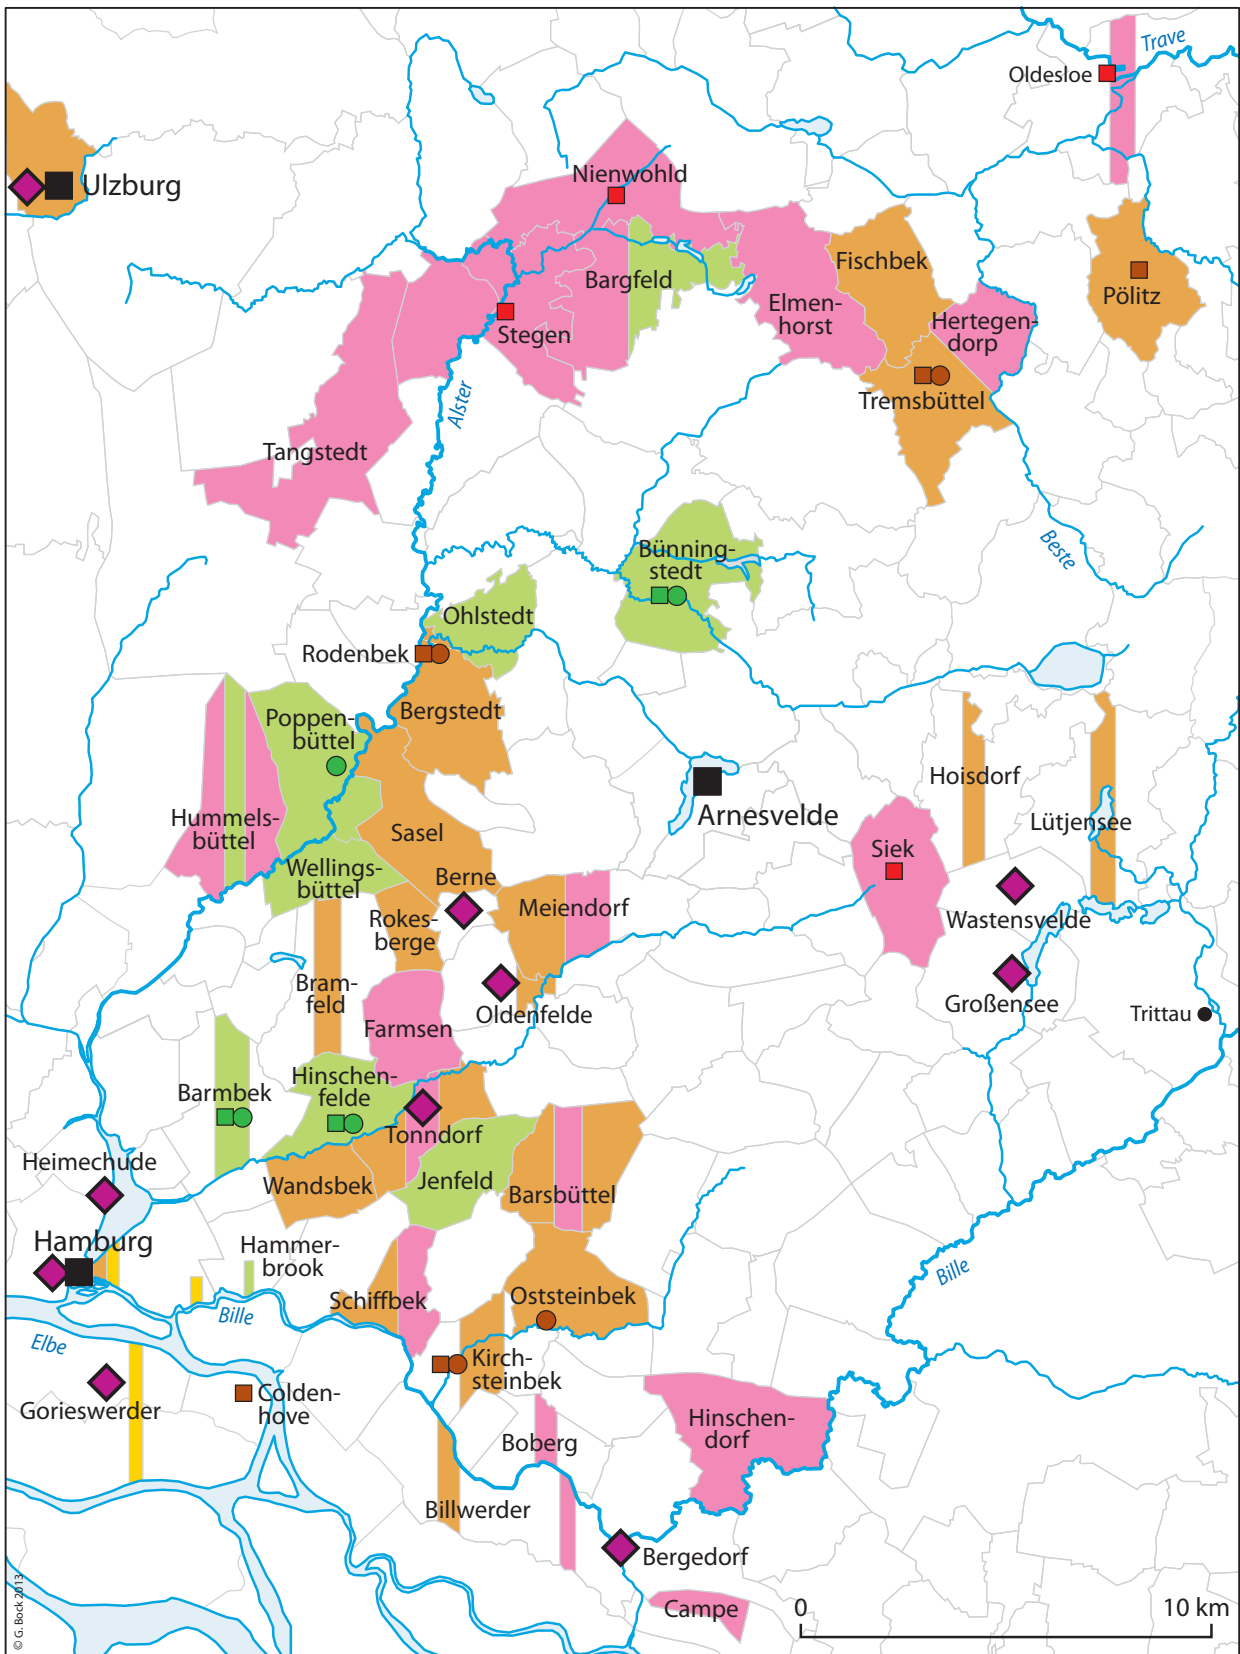 Trave
Oldesloe
Nienwohld
Ulzburg
Fischbek
Bargfeld
Pölitz
Elmen-
horst
Hertegen-
dorp
Stegen
Alster
Tremsbüttel
Tangstedt
Beste
Bünning-
stedt
Ohlstedt
Rodenbek
Bergstedt
Poppen-
büttel
Hoisdorf
Arnesvelde
Lütjensee
Hummels-
büttel
Sasel
Siek
Wellings-
büttel
Berne
Meiendorf
Rokes-
berge
Wastensvelde
Bram-
feld
Oldenfelde
Großensee
Trittau
Farmsen
Hinschen-
felde
Barmbek
Tonndorf
Heimechude
Wandsbek
Jenfeld
Barsbüttel
Hamburg
Hammer-
brook
Bille
Schiffbek
Oststeinbek
Bille
Elbe
Kirch-
steinbek
Gorieswerder
Colden-
hove
Hinschen-
dorf
Boberg
Billwerder
Bergedorf
Campe
0
10 km
© G. Bock 2013